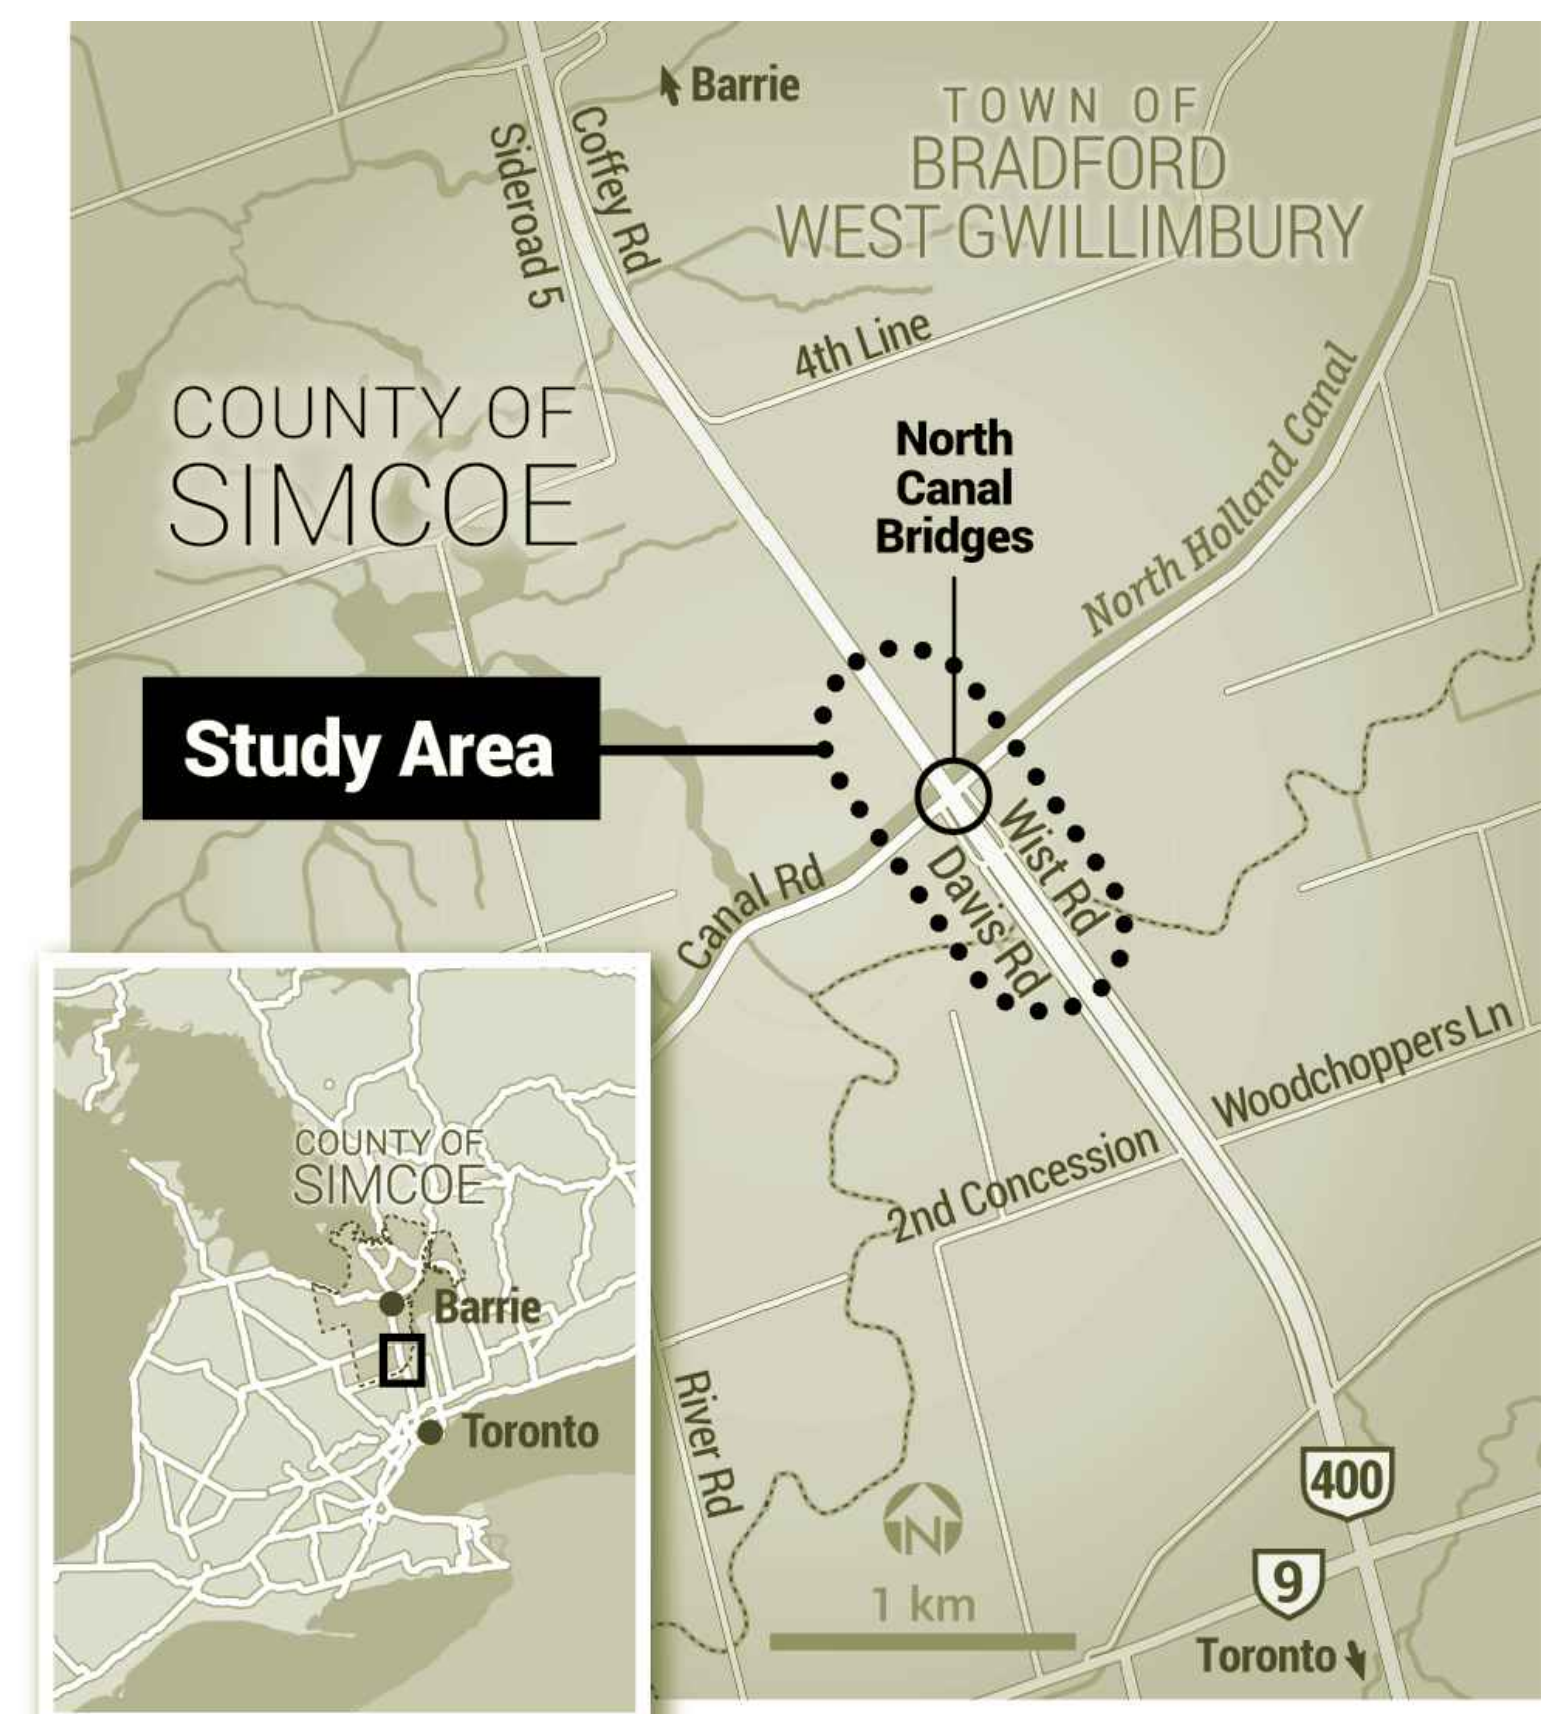 Barrie
TOWN OF
BRADFORD
WEST GWILLIMBURY
Sideroad 5
Coffey Rd
4th Line
COUNTY OF
SIMCOE
North
Canal
Bridges
North Holland Canal
Study Area
Canal Rd
Wist Rd
Davis Rd
Woodchoppers Ln
2nd Concession
River Rd
COUNTY OF
SIMCOE
Barrie
Toronto
N
1 km
400
9
Toronto